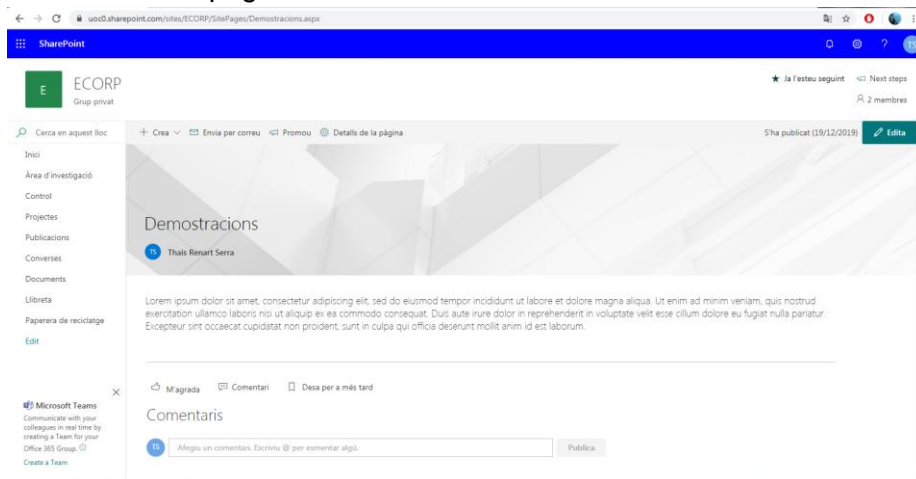 uoc0.sharepoint.com/sites/ECORP/SitePages/Demostracions.aspx
SharePoint
?
TS
E
ECORP
Grup privat
Ja l'esteu seguint
Next steps
2 membres
Cerca en aquest lloc
Crea
Envia per correu
Promou
Detalls de la pàgina
S'ha publicat (19/12/2019)
Edita
Inici
Àrea d'investigació
Control
Projectes
Publicacions
Converses
Documents
Llibreta
Paperera de reciclatge
Edit
Demostracions
TS
Thais Renart Serra
Lorem ipsum dolor sit amet, consectetur adipiscing elit, sed do eiusmod tempor incididunt ut labore et dolore magna aliqua. Ut enim ad minim veniam, quis nostrud
exercitation ullamco laboris nisi ut aliquip ex ea commodo consequat. Duis aute irure dolor in reprehenderit in voluptate velit esse cillum dolore eu fugiat nulla pariatur.
Excepteur sint occaecat cupidatat non proident, sunt in culpa qui officia deserunt mollit anim id est laborum.
M'agrada
Comentari
Desa per a més tard
Comentaris
TS
Afegiu un comentari. Escriviu @ per esmentar algú.
Publica
Microsoft Teams
Communicate with your
colleagues in real time by
creating a Team for your
Office 365 Group.
Create a Team